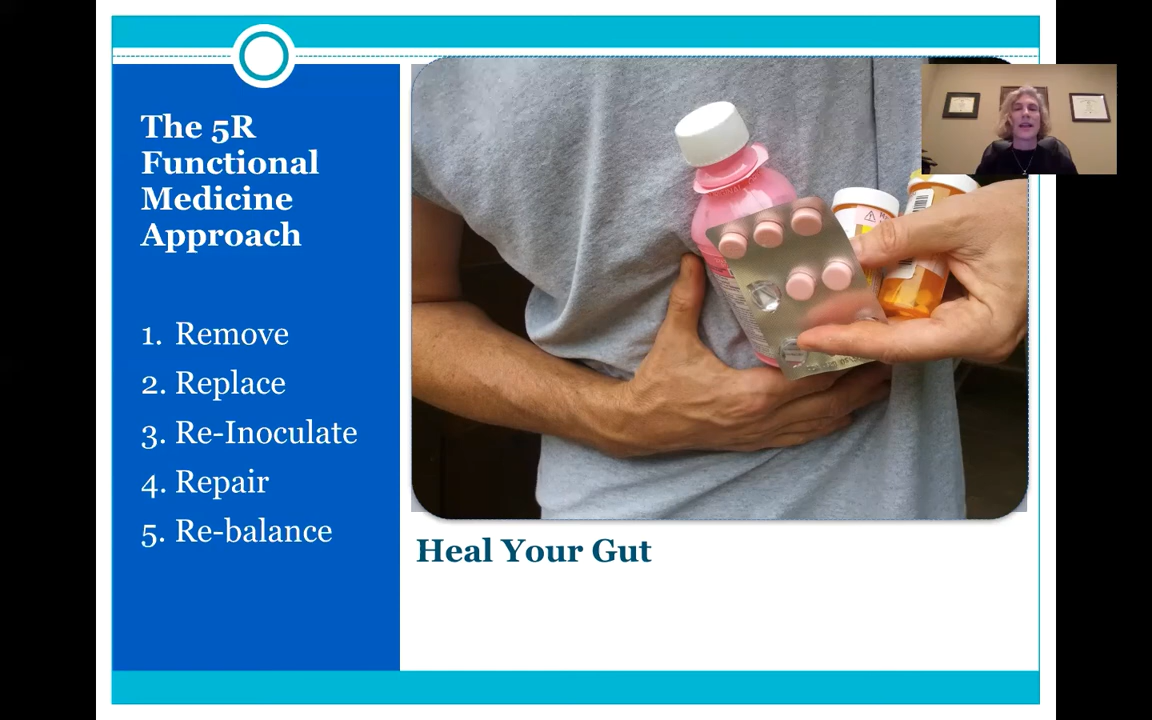 The 5R
Functional
Medicine
Approach
1. Remove
2. Replace
3. Re-Inoculate
4. Repair
5. Re-balance
Heal Your Gut